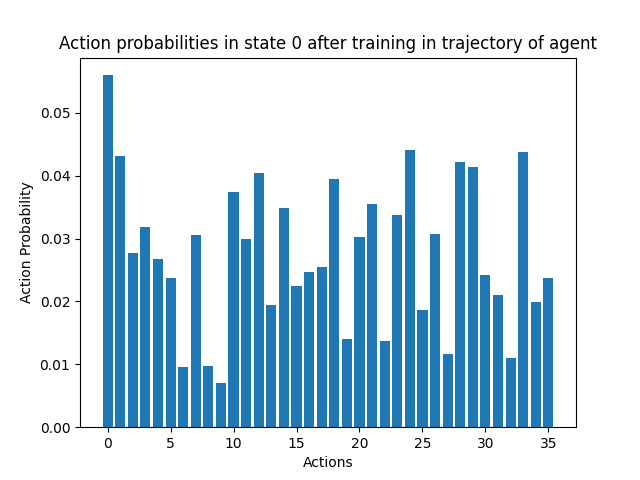 Action probabilities in state 0 after training in trajectory of agent
0.05
0.04
0.03
0.02
0.01
0.00
Action Probability
0 5 10 15 20 25 30 35
Actions